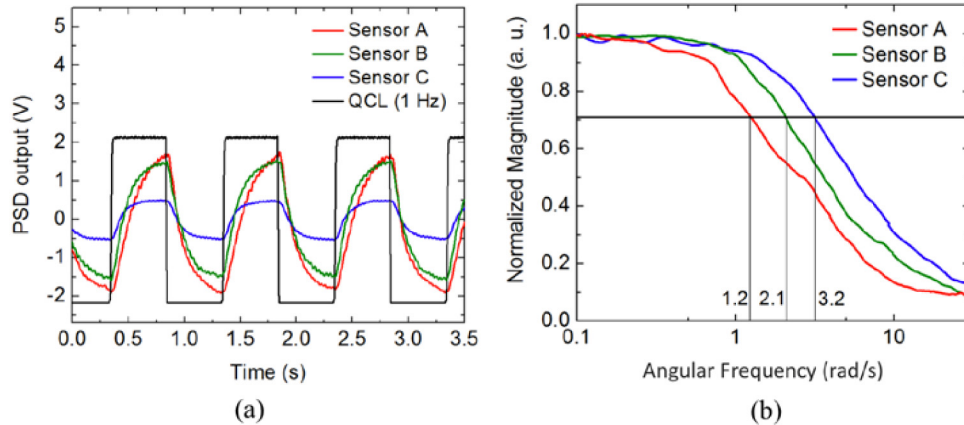 5
4
3
2
1
0
-1
-2
PSD output (V)
Sensor A
Sensor B
Sensor C
QCL (1 Hz)
0.0 0.5 1.0 1.5 2.0 2.5 3.0 3.5
Time (s)
(a)
1.0
0.8
0.6
0.4
0.2
0.0
Normalized Magnitude (a. u.)
Sensor A
Sensor B
Sensor C
1.2 2.1 3.2
0.1 1 10
Angular Frequency (rad/s)
(b)